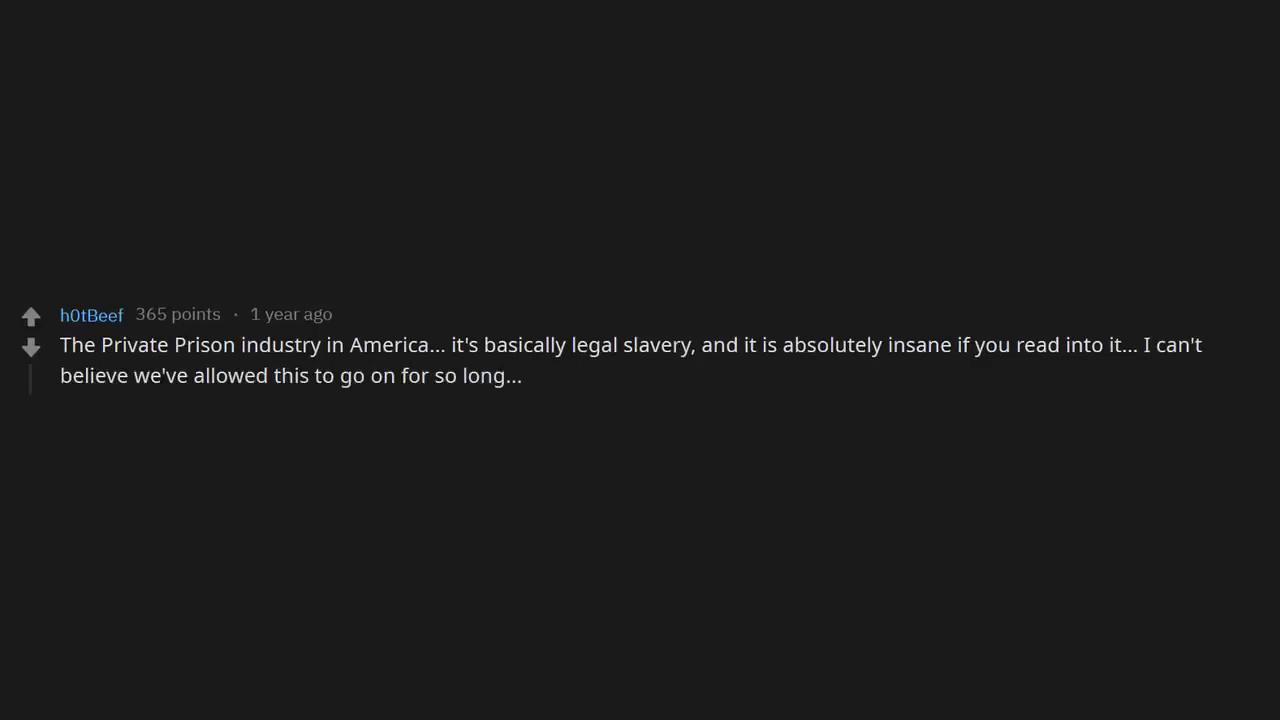 h0tBeef 365 points · 1 year ago
The Private Prison industry in America... it's basically legal slavery, and it is absolutely insane if you read into it... I can't
believe we've allowed this to go on for so long...